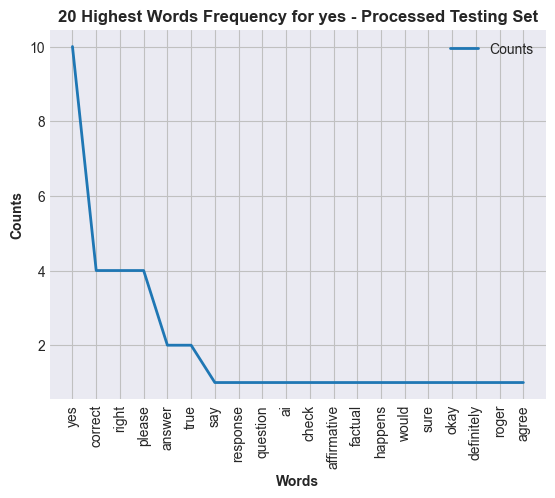 20 Highest Words Frequency for yes - Processed Testing Set
Counts
10
8
6
4
2
Counts
yes
correct
right
please
answer
true
say
response
question
ai
check
affirmative
factual
happens
would
sure
okay
definitely
roger
agree
Words